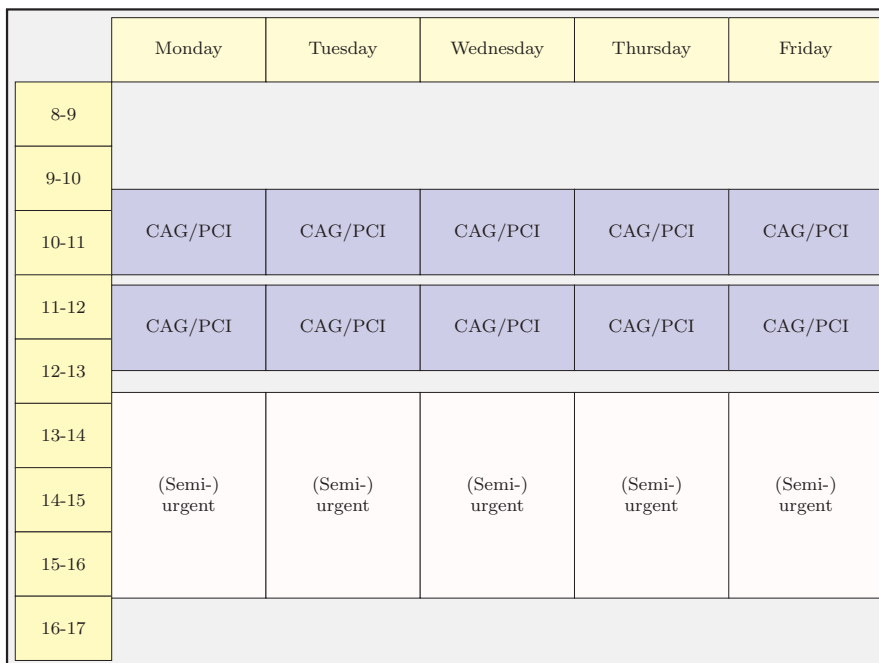 Monday Tuesday Wednesday Thursday Friday
8-9
9-10
CAG/PCI CAG/PCI CAG/PCI CAG/PCI CAG/PCI
10-11
11-12
CAG/PCI CAG/PCI CAG/PCI CAG/PCI CAG/PCI
12-13
13-14
(Semi-) (Semi-) (Semi-) (Semi-) (Semi-)
14-15
urgent urgent urgent urgent urgent
15-16
16-17